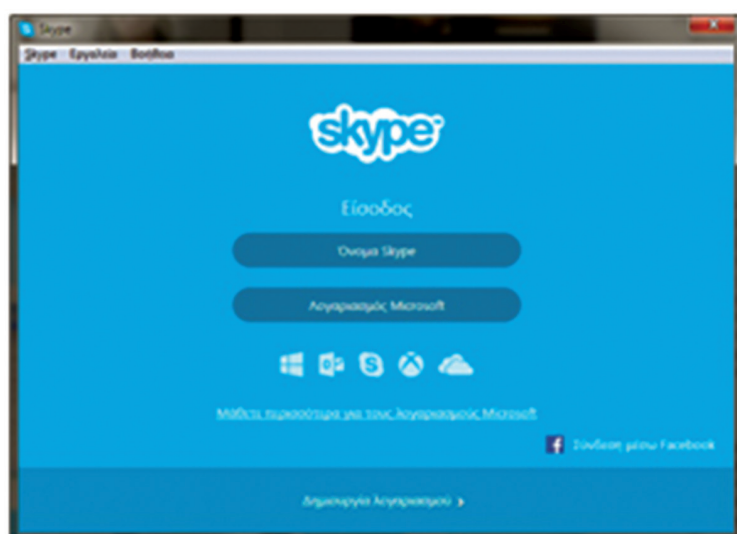 Skype
Skype Εργαλεία Βοήθεια
skype™
Είσοδος
Όνομα Skype
Λογαριασμός Microsoft
Μάθετε περισσότερα για τους λογαριασμούς Microsoft
Σύνδεση μέσω Facebook
Δημιουργία λογαριασμού ›